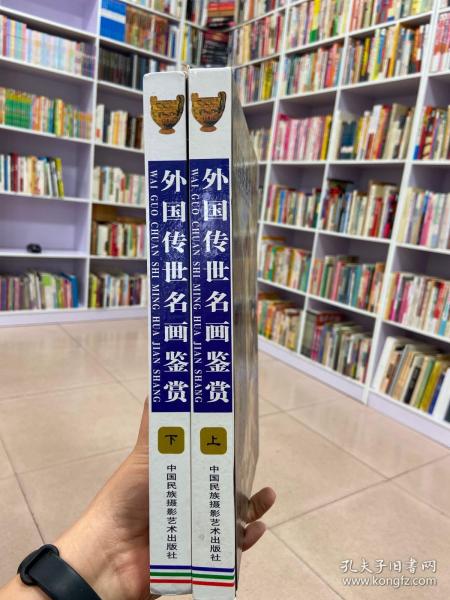 外国传世名画鉴赏
WAI GUO CHUAN SHI MING HUA JIAN SHANG
下
中国民族摄影艺术出版社
外国传世名画鉴赏
WAI GUO CHUAN SHI MING HUA JIAN SHANG
上
中国民族摄影艺术出版社
孔夫子旧书网
www.kongfz.com